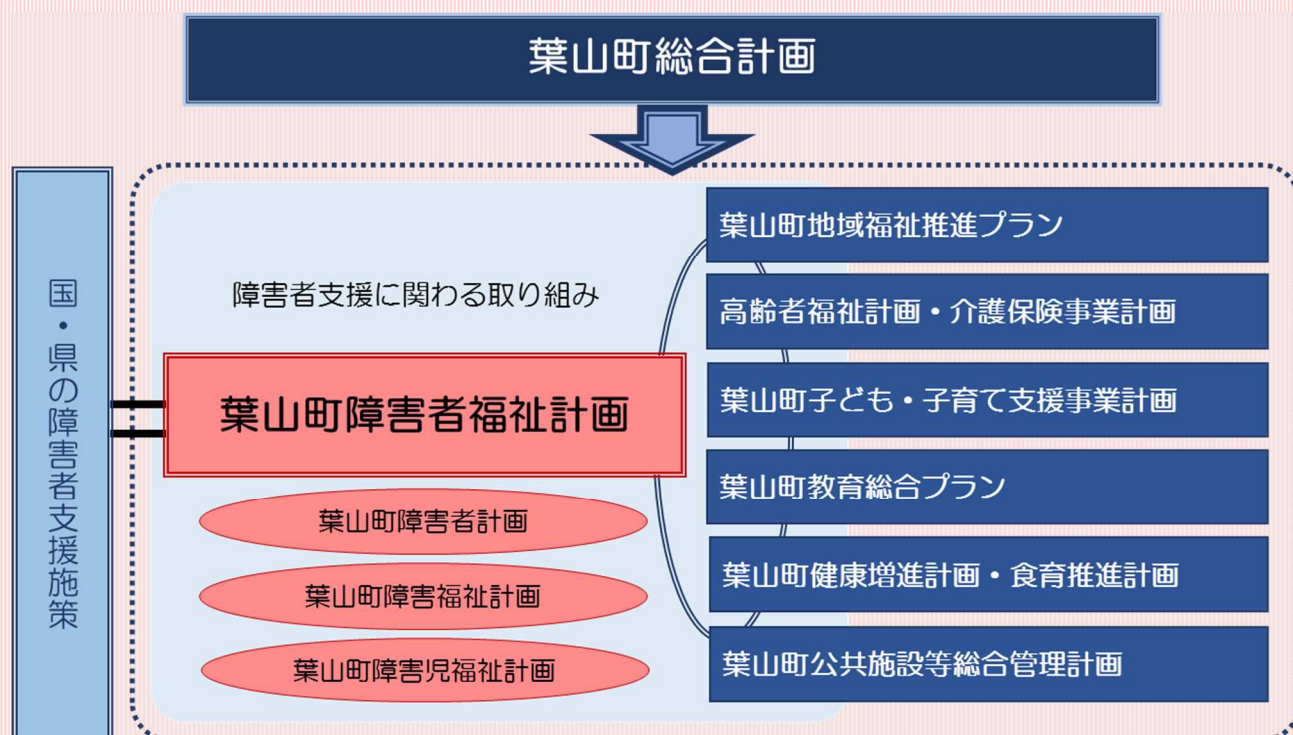 葉山町総合計画
国・県の障害者支援施策
障害者支援に関わる取り組み
葉山町障害者福祉計画
葉山町障害者計画
葉山町障害福祉計画
葉山町障害児福祉計画
葉山町地域福祉推進プラン
高齢者福祉計画・介護保険事業計画
葉山町子ども・子育て支援事業計画
葉山町教育総合プラン
葉山町健康増進計画・食育推進計画
葉山町公共施設等総合管理計画